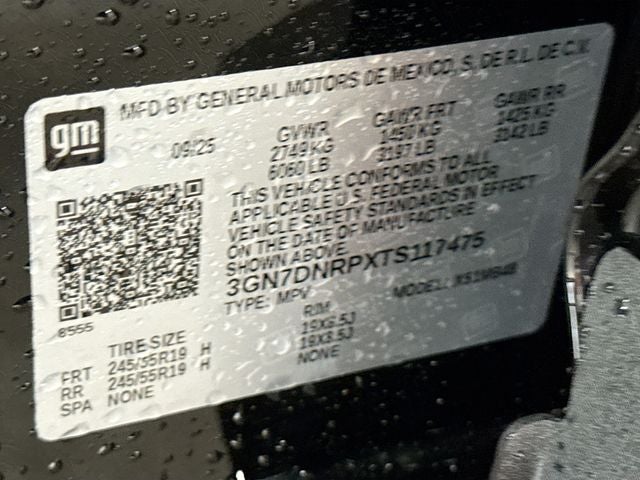 gm
MFD BY GENERAL MOTORS DE MEXICO, S. DE R.L. DE C.V.
09/25
GVWR GAWR FRT GAWR RR
2749 KG 1450 KG 1425 KG
6060 LB 3197 LB 3142 LB
THIS VEHICLE CONFORMS TO ALL
APPLICABLE U.S. FEDERAL MOTOR
VEHICLE SAFETY STANDARDS IN EFFECT
ON THE DATE OF MANUFACTURE
SHOWN ABOVE.
3GN7DNRPXTS117475
TYPE: MPV MODEL:
6555
TIRE SIZE RIM
FRT 245/55R19 H 19X8.5J
RR 245/55R19 H 19X8.5J
SPA NONE NONE